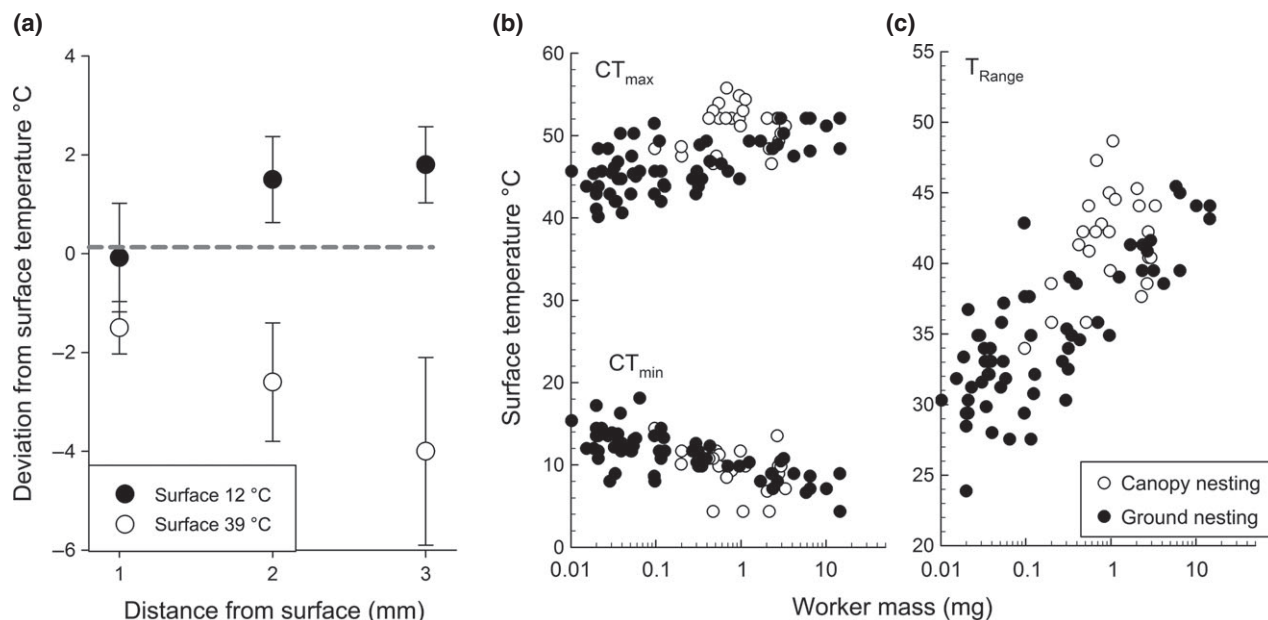 (a)
4
2
0
–2
–4
–6
Deviation from surface temperature °C
Surface 12 °C
Surface 39 °C
1
2
3
Distance from surface (mm)
(b)
60
50
40
30
20
10
0
Surface temperature °C
CTmax
CTmin
0.01
0.1
1
10
(c)
55
50
45
40
35
30
25
20
TRange
Canopy nesting
Ground nesting
0.01
0.1
1
10
Worker mass (mg)